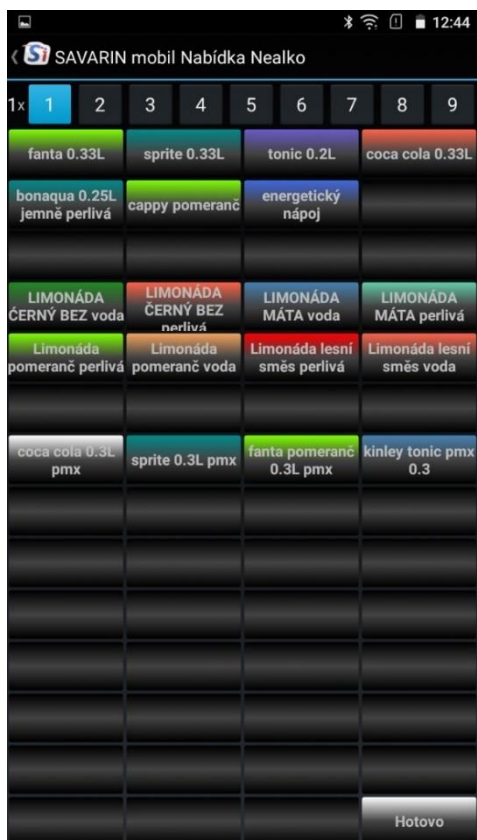 12:44
Si SAVARIN mobil Nabídka Nealko
1x 1 2 3 4 5 6 7 8 9
fanta 0.33L sprite 0.33L tonic 0.2L coca cola 0.33L
bonaqua 0.25L
jemně perlivá
cappy pomeranč
energetický
nápoj
LIMONÁDA
ČERNÝ BEZ voda
LIMONÁDA
ČERNÝ BEZ
perlivá
LIMONÁDA
MÁTA voda
LIMONÁDA
MÁTA perlivá
Limonáda
pomeranč perlivá
Limonáda
pomeranč voda
Limonáda lesní
směs perlivá
Limonáda lesní
směs voda
coca cola 0.3L
pmx
sprite 0.3L pmx
fanta pomeranč
0.3L pmx
kinley tonic pmx
0.3
Hotovo